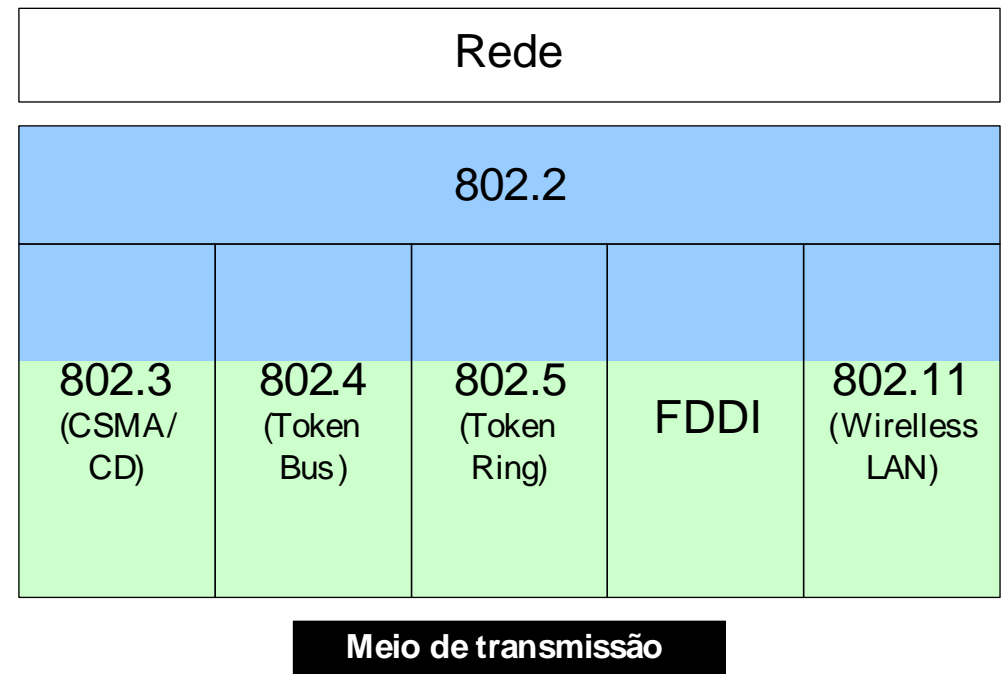 Rede
802.2
802.3
(CSMA/
CD)
802.4
(Token
Bus)
802.5
(Token
Ring)
FDDI
802.11
(Wirelless
LAN)
Meio de transmissão